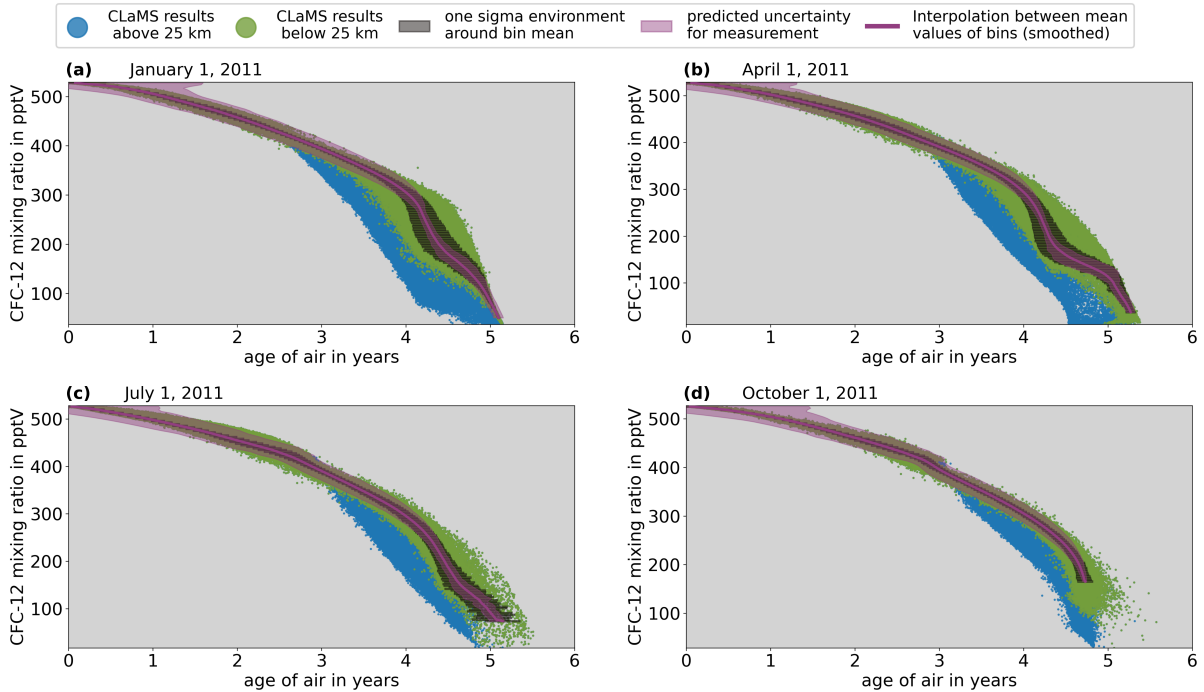 CLaMS results above 25 km
CLaMS results below 25 km
one sigma environment around bin mean
predicted uncertainty for measurement
Interpolation between mean values of bins (smoothed)
(a) January 1, 2011
CFC-12 mixing ratio in pptV
500
400
300
200
100
0 1 2 3 4 5 6
age of air in years
(b) April 1, 2011
CFC-12 mixing ratio in pptV
500
400
300
200
100
0 1 2 3 4 5 6
age of air in years
(c) July 1, 2011
CFC-12 mixing ratio in pptV
500
400
300
200
100
0 1 2 3 4 5 6
age of air in years
(d) October 1, 2011
CFC-12 mixing ratio in pptV
500
400
300
200
100
0 1 2 3 4 5 6
age of air in years